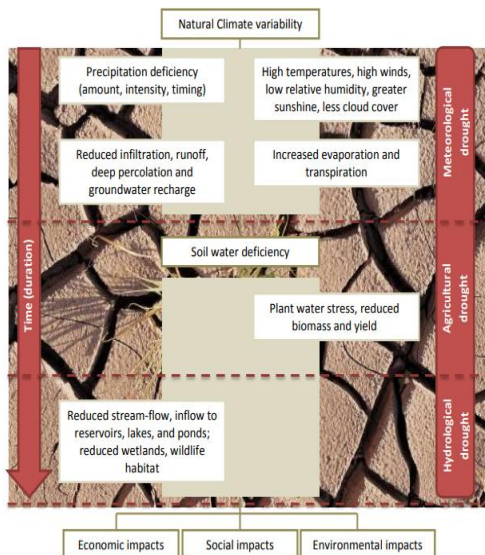 Natural Climate variability
Precipitation deficiency
(amount, intensity, timing)
High temperatures, high winds,
low relative humidity, greater
sunshine, less cloud cover
Reduced infiltration, runoff,
deep percolation and
groundwater recharge
Increased evaporation and
transpiration
Meteorological
drought
Time (duration)
Soil water deficiency
Plant water stress, reduced
biomass and yield
Agricultural
drought
Reduced stream-flow, inflow to
reservoirs, lakes, and ponds;
reduced wetlands, wildlife
habitat
Hydrological
drought
Economic impacts
Social impacts
Environmental impacts